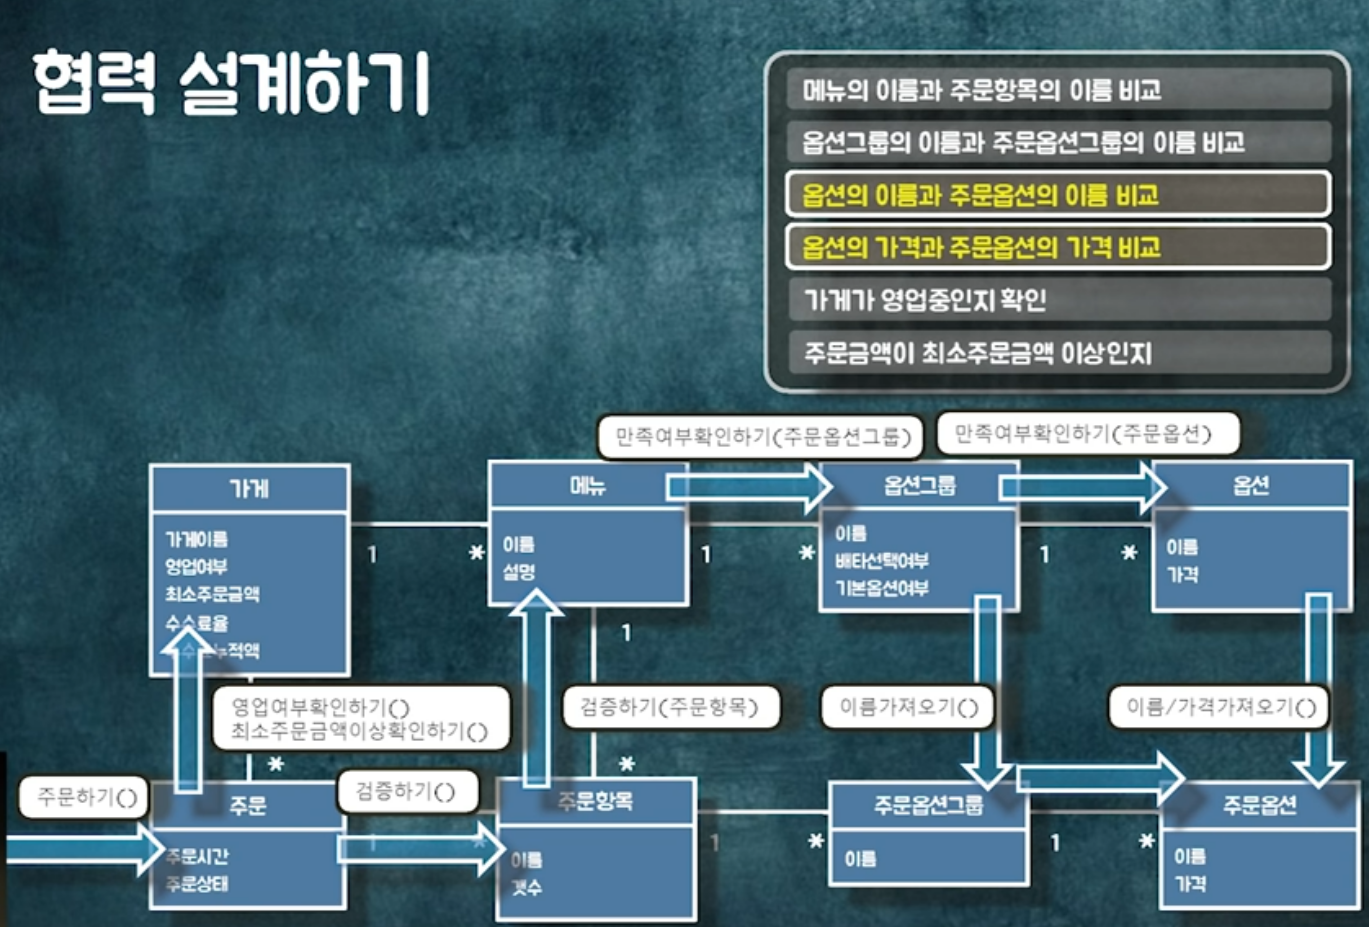 협력 설계하기
메뉴의 이름과 주문항목의 이름 비교
옵션그룹의 이름과 주문옵션그룹의 이름 비교
옵션의 이름과 주문옵션의 이름 비교
옵션의 가격과 주문옵션의 가격 비교
가게가 영업중인지 확인
주문금액이 최소주문금액 이상인지
만족여부확인하기(주문옵션그룹)
만족여부확인하기(주문옵션)
가게
가게이름
영업여부
최소주문금액
수수료율
누적액
1
*
메뉴
이름
설명
1
*
옵션그룹
이름
배타선택여부
기본옵션여부
1
*
옵션
이름
가격
1
영업여부확인하기()
최소주문금액이상확인하기()
검증하기(주문항목)
이름가져오기()
이름/가격가져오기()
*
*
주문하기()
주문
주문시간
주문상태
검증하기()
1
*
주문항목
이름
갯수
1
*
주문옵션그룹
이름
1
*
주문옵션
이름
가격